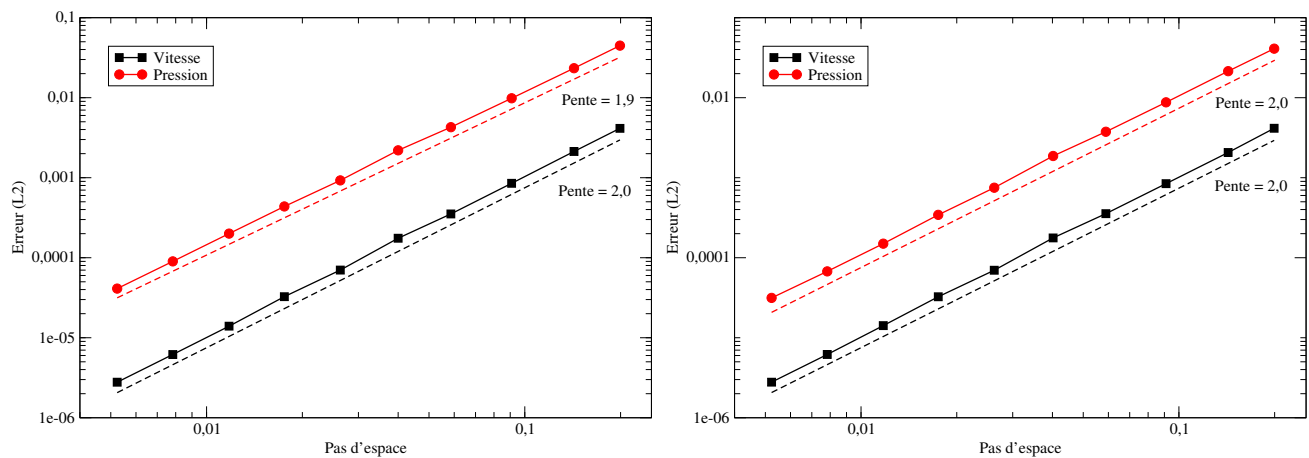 0,1
0,01
0,001
0,0001
1e-05
1e-06
Erreur (L2)
Vitesse
Pression
Pente = 1,9
Pente = 2,0
0,01
0,1
Pas d'espace
0,01
0,0001
1e-06
Erreur (L2)
Vitesse
Pression
Pente = 2,0
Pente = 2,0
0,01
0,1
Pas d'espace